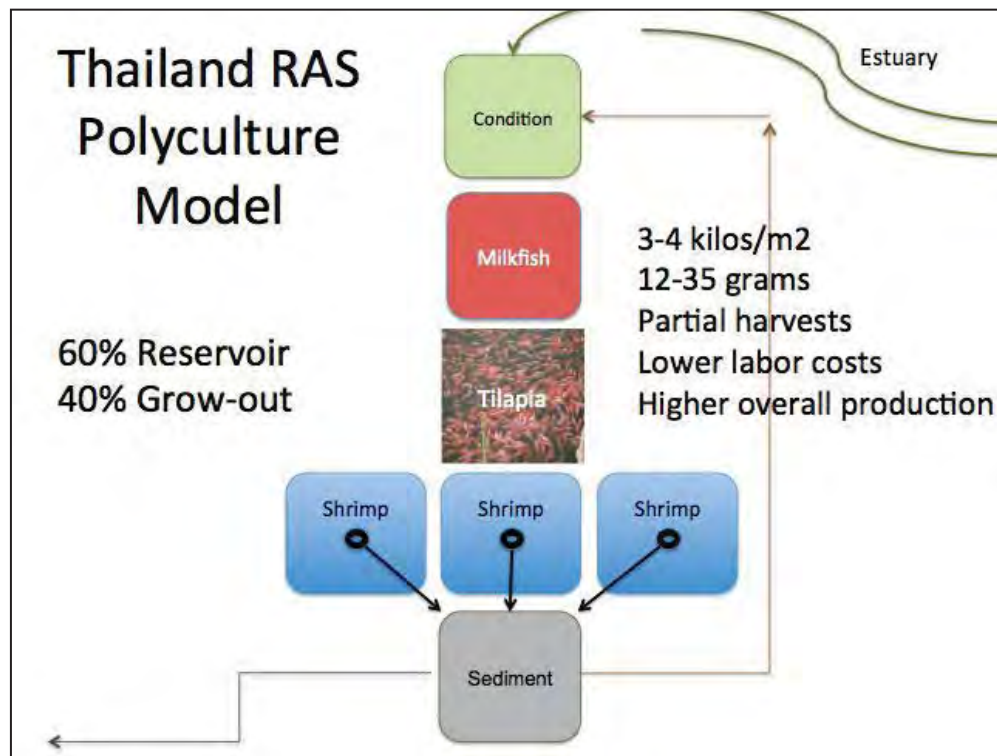 Thailand RAS
Polyculture
Model
Estuary
Condition
Milkfish
3-4 kilos/m2
12-35 grams
Partial harvests
Lower labor costs
Higher overall production
60% Reservoir
40% Grow-out
Tilapia
Shrimp
Shrimp
Shrimp
Sediment